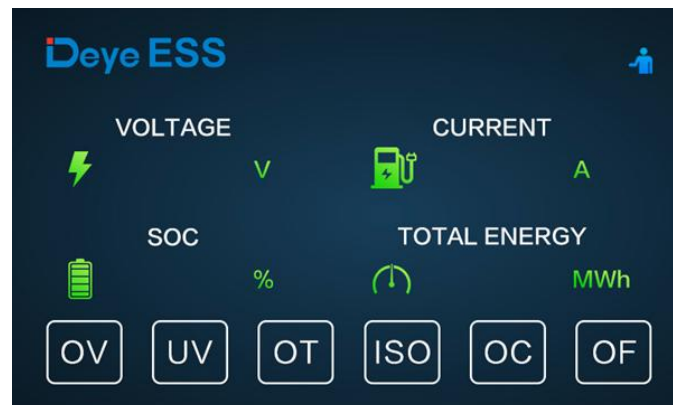 Deye ESS
VOLTAGE
CURRENT
V
A
SOC
TOTAL ENERGY
%
MWh
OV
UV
OT
ISO
OC
OF